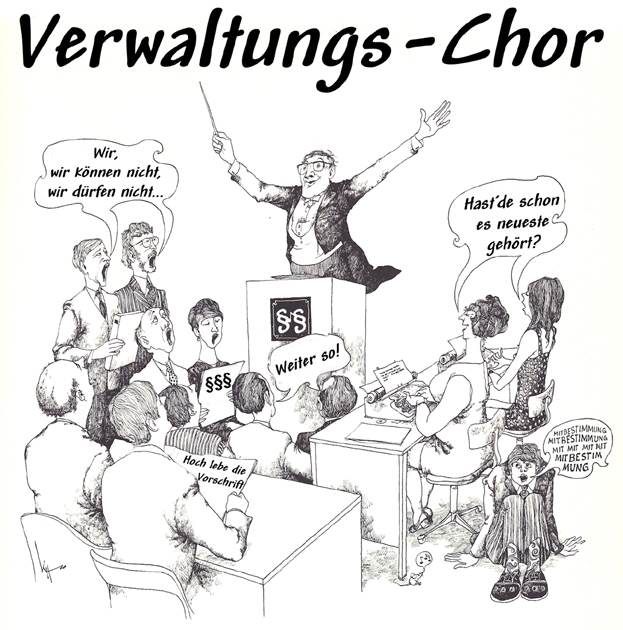 Verwaltungs-Chor
Wir,
wir können nicht,
wir dürfen nicht...
Hast'de schon
es neueste
gehört?
§§
Weiter so!
§§§
MITBESTIMMUNG
MITBESTIMMUNG
MIT MIT MIT MIT
MITBESTIM
MUNG
Hoch lebe die
Vorschrift